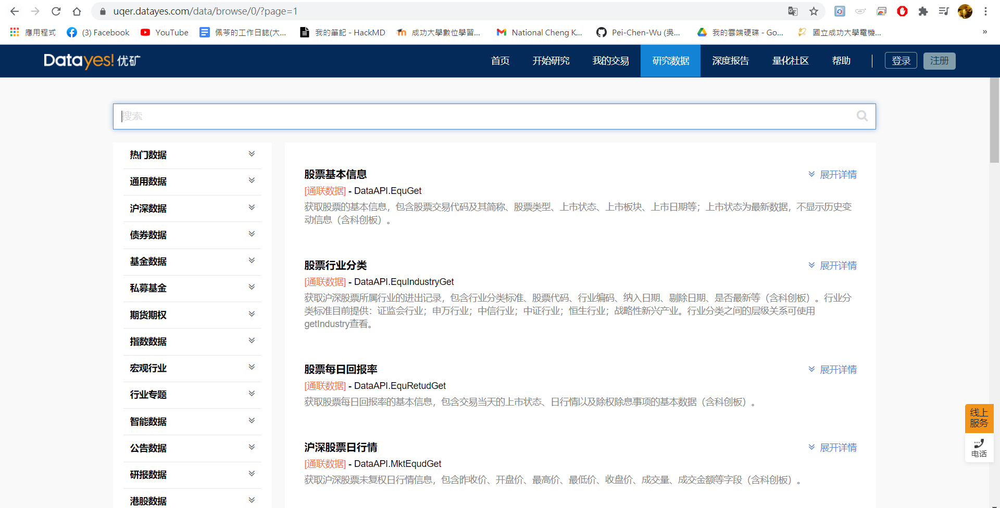 uqer.datayes.com/data/browse/0/?page=1
應用程式
(3) Facebook
YouTube
佩芩的工作日誌(大...
我的筆記 - HackMD
成功大學數位學習...
National Cheng K...
Pei-Chen-Wu (吳...
我的雲端硬碟 - Go...
國立成功大學電機...
»
Datayes! 优矿
首页
开始研究
我的交易
研究数据
深度报告
量化社区
帮助
登录
注册
搜索
热门数据
通用数据
沪深数据
债券数据
基金数据
私募基金
期货期权
指数数据
宏观行业
行业专题
智能数据
公告数据
研报数据
港股数据
股票基本信息
展开详情
[通联数据] - DataAPI.EquGet
获取股票的基本信息，包含股票交易代码及其简称、股票类型、上市状态、上市板块、上市日期等；上市状态为最新数据，不显示历史变
动信息（含科创板）。
股票行业分类
展开详情
[通联数据] - DataAPI.EquIndustryGet
获取沪深股票所属行业的进出记录，包含行业分类标准、股票代码、行业编码、纳入日期、剔除日期、是否最新等（含科创板）。行业分
类标准目前提供：证监会行业；申万行业；中信行业；中证行业；恒生行业；战略性新兴产业。行业分类之间的层级关系可使用
getIndustry查看。
股票每日回报率
展开详情
[通联数据] - DataAPI.EquRetudGet
获取股票每日回报率的基本信息，包含交易当天的上市状态、日行情以及除权除息事项的基本数据（含科创板）。
沪深股票日行情
展开详情
[通联数据] - DataAPI.MktEqudGet
获取沪深股票未复权日行情信息，包含昨收价、开盘价、最高价、最低价、收盘价、成交量、成交金额等字段（含科创板）。
线上
服务
电话